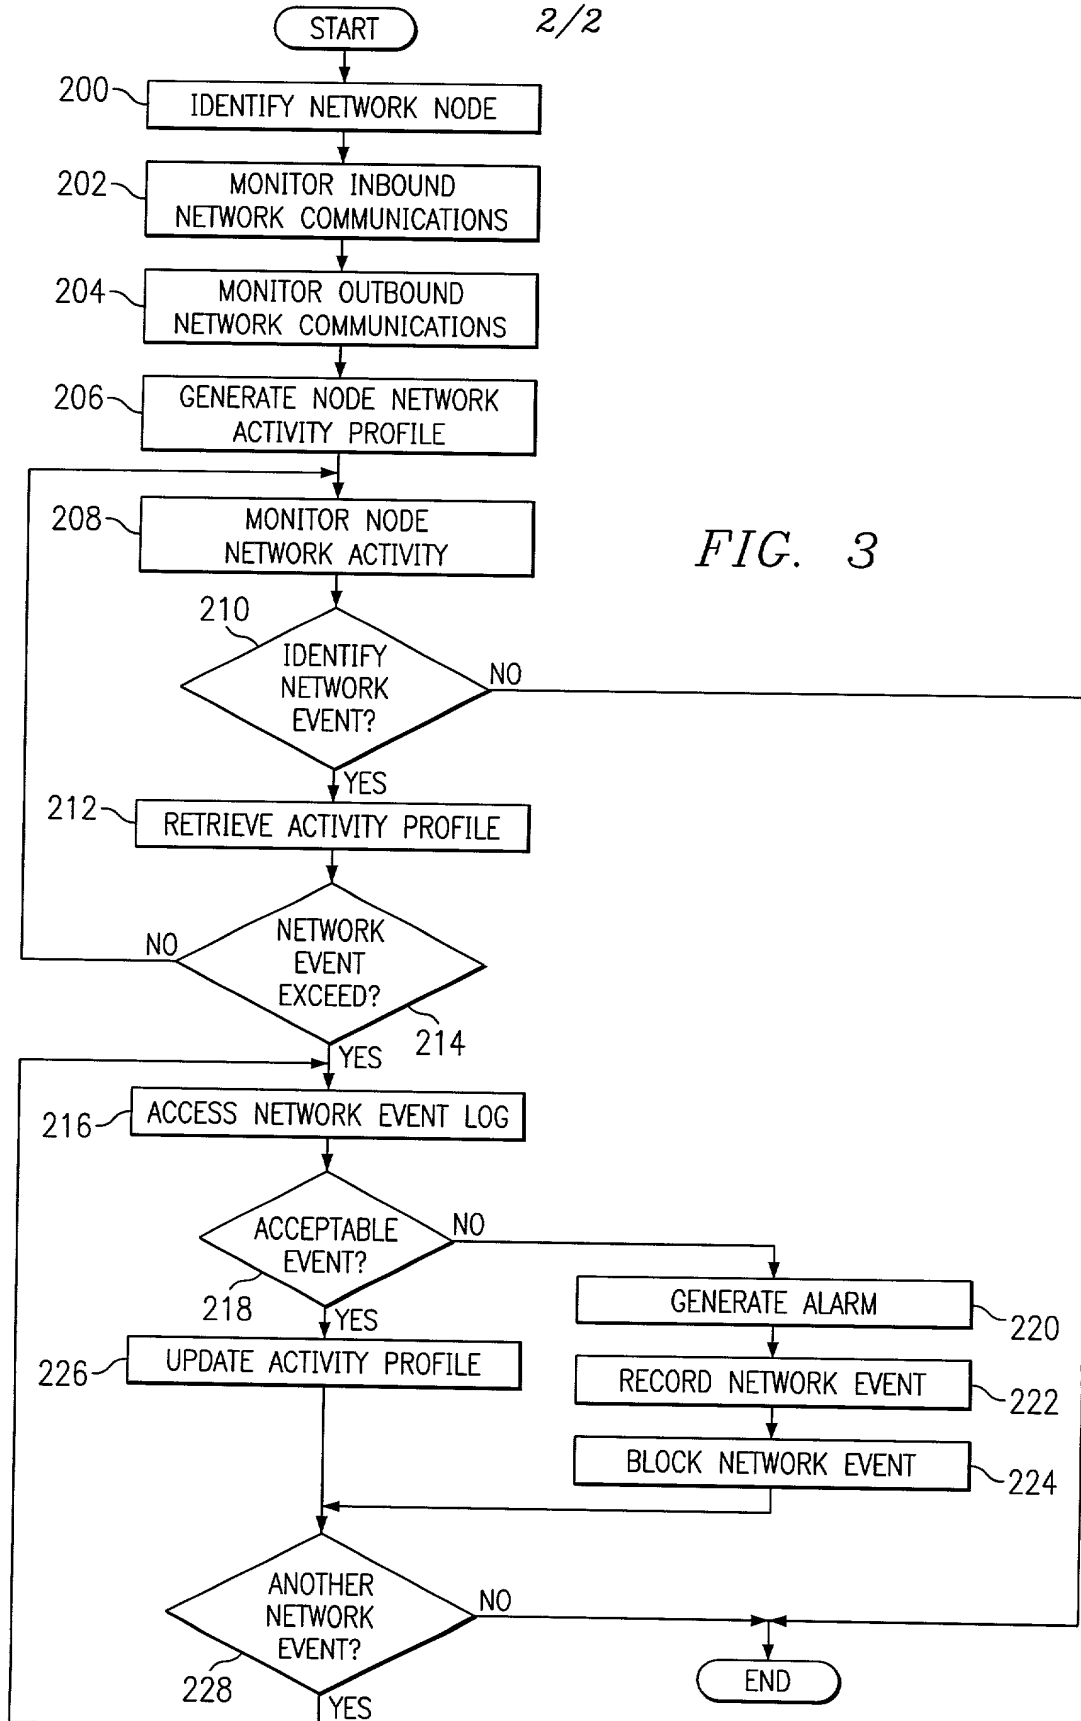 START
2/2
200
IDENTIFY NETWORK NODE
202
MONITOR INBOUND
NETWORK COMMUNICATIONS
204
MONITOR OUTBOUND
NETWORK COMMUNICATIONS
206
GENERATE NODE NETWORK
ACTIVITY PROFILE
208
MONITOR NODE
NETWORK ACTIVITY
FIG. 3
210
IDENTIFY
NETWORK
EVENT?
NO
YES
212
RETRIEVE ACTIVITY PROFILE
NETWORK
EVENT
EXCEED?
NO
214
YES
216
ACCESS NETWORK EVENT LOG
ACCEPTABLE
EVENT?
NO
218
YES
GENERATE ALARM
220
226
UPDATE ACTIVITY PROFILE
RECORD NETWORK EVENT
222
BLOCK NETWORK EVENT
224
ANOTHER
NETWORK
EVENT?
NO
228
YES
END